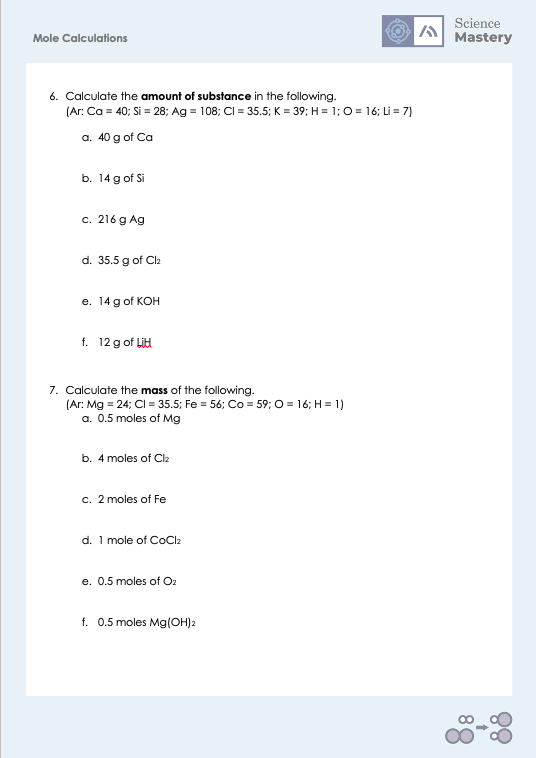 Mole Calculations
Science
Mastery
6. Calculate the amount of substance in the following.
(Ar: Ca = 40; Si = 28; Ag = 108; Cl = 35.5; K = 39; H = 1; O = 16; Li = 7)
a. 40 g of Ca
b. 14 g of Si
c. 216 g Ag
d. 35.5 g of Cl₂
e. 14 g of KOH
f. 12 g of LiH
7. Calculate the mass of the following.
(Ar: Mg = 24; Cl = 35.5; Fe = 56; Co = 59; O = 16; H = 1)
a. 0.5 moles of Mg
b. 4 moles of Cl₂
c. 2 moles of Fe
d. 1 mole of CoCl₂
e. 0.5 moles of O₂
f. 0.5 moles Mg(OH)₂